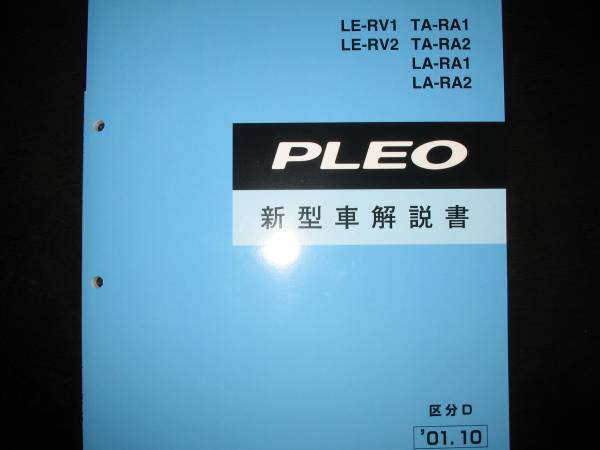 LE-RV1 TA-RA1
LE-RV2 TA-RA2
LA-RA1
LA-RA2
PLEO
新型車解説書
区分D
'01.10